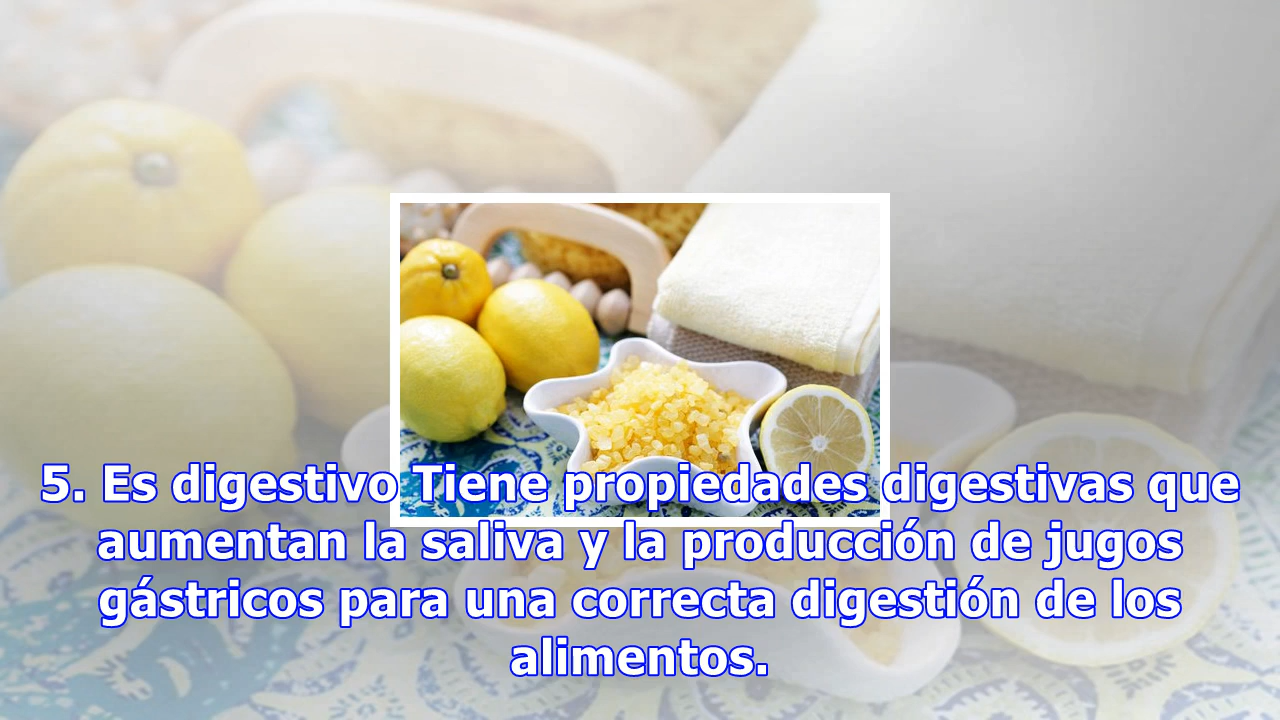 5. Es digestivo Tiene propiedades digestivas que
aumentan la saliva y la producción de jugos
gástricos para una correcta digestión de los
alimentos.